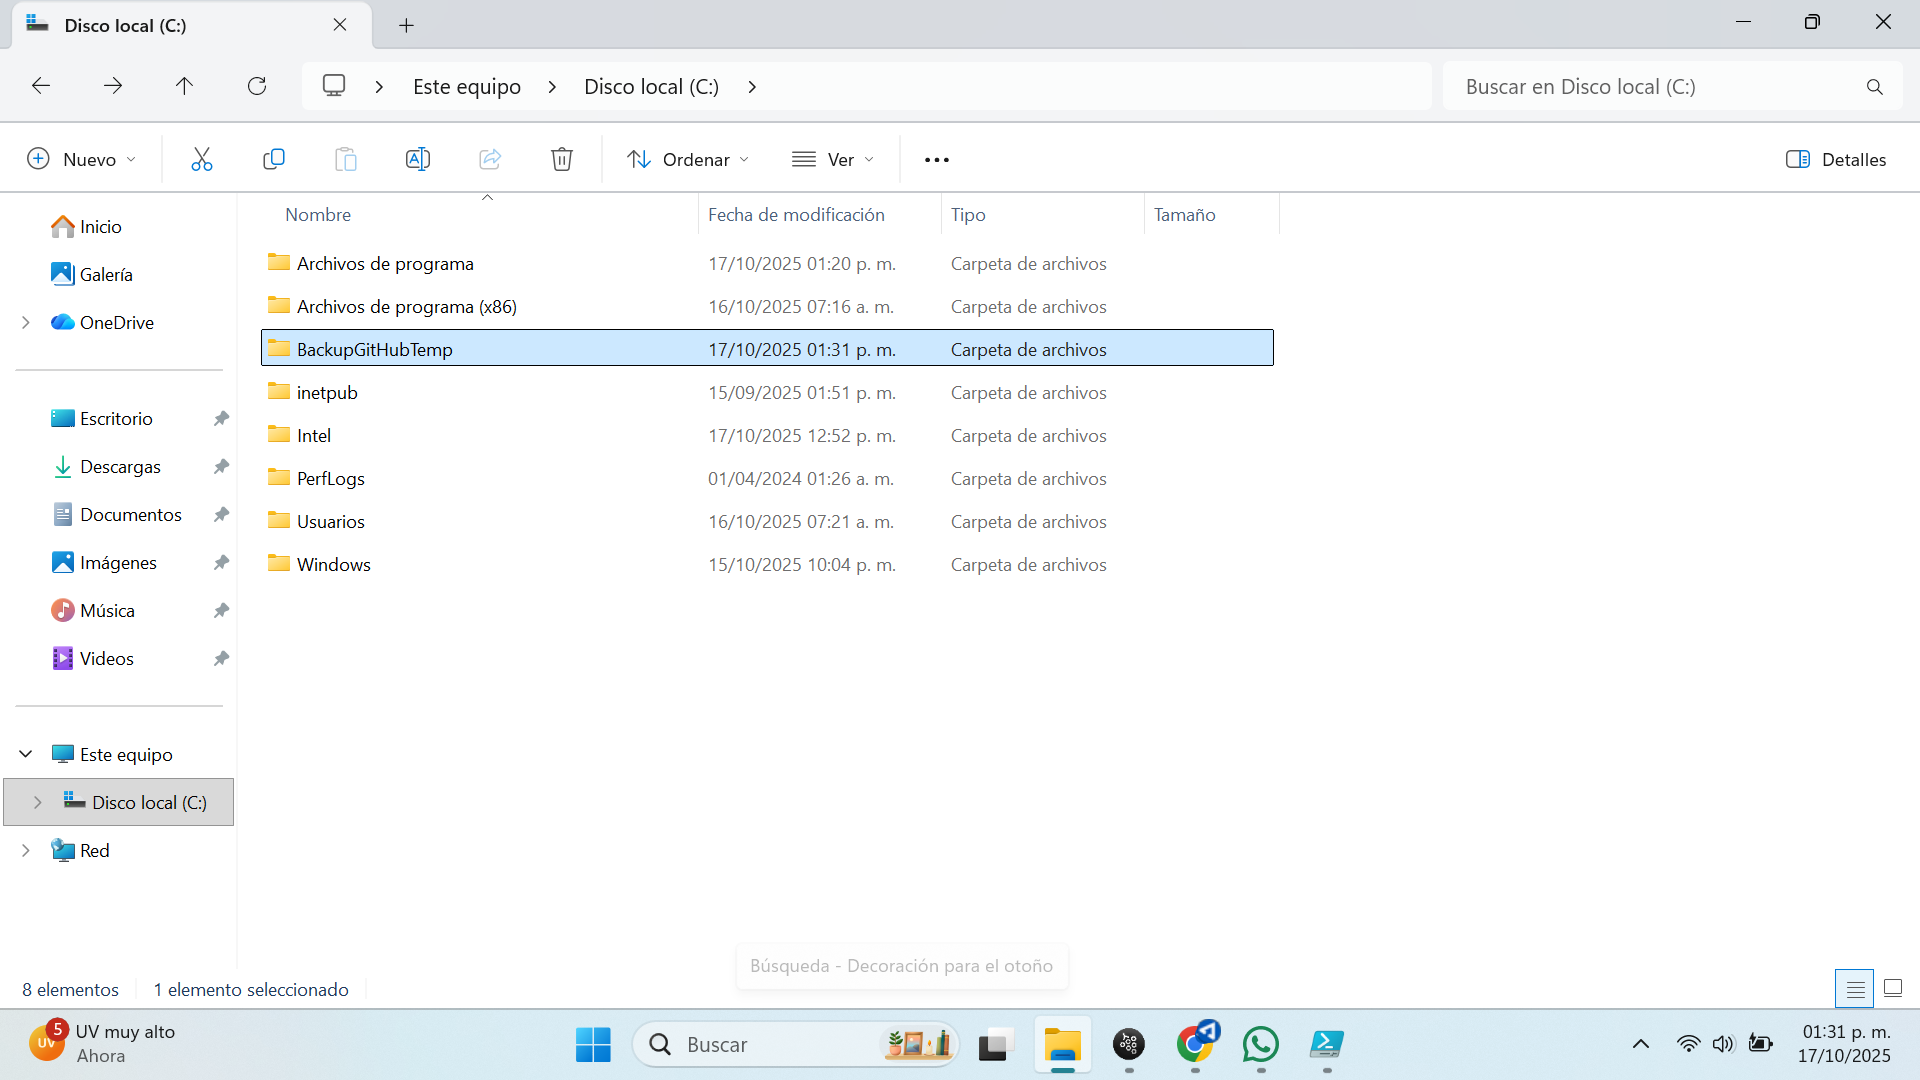 Disco local (C:)
Este equipo
Disco local (C:)
Buscar en Disco local (C:)
Nuevo
Ordenar
Ver
Detalles
Nombre
Fecha de modificación
Tipo
Tamaño
Inicio
Galería
OneDrive
Escritorio
Descargas
Documentos
Imágenes
Música
Videos
Este equipo
Disco local (C:)
Red
Archivos de programa 17/10/2025 01:20 p. m. Carpeta de archivos
Archivos de programa (x86) 16/10/2025 07:16 a. m. Carpeta de archivos
BackupGitHubTemp 17/10/2025 01:31 p. m. Carpeta de archivos
inetpub 15/09/2025 01:51 p. m. Carpeta de archivos
Intel 17/10/2025 12:52 p. m. Carpeta de archivos
PerfLogs 01/04/2024 01:26 a. m. Carpeta de archivos
Usuarios 16/10/2025 07:21 a. m. Carpeta de archivos
Windows 15/10/2025 10:04 p. m. Carpeta de archivos
Búsqueda - Decoración para el otoño
8 elementos
1 elemento seleccionado
UV
5
UV muy alto
Ahora
Buscar
01:31 p. m.
17/10/2025